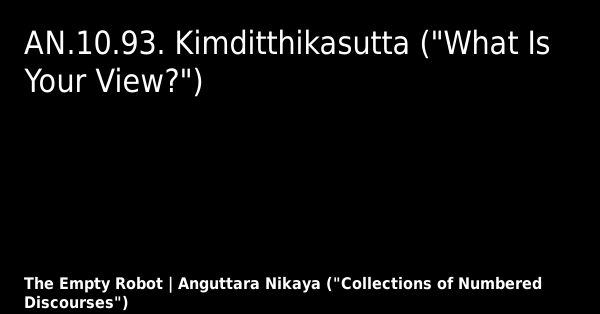 AN.10.93. Kimditthikasutta ("What Is
Your View?")
The Empty Robot | Anguttara Nikaya ("Collections of Numbered
Discourses")